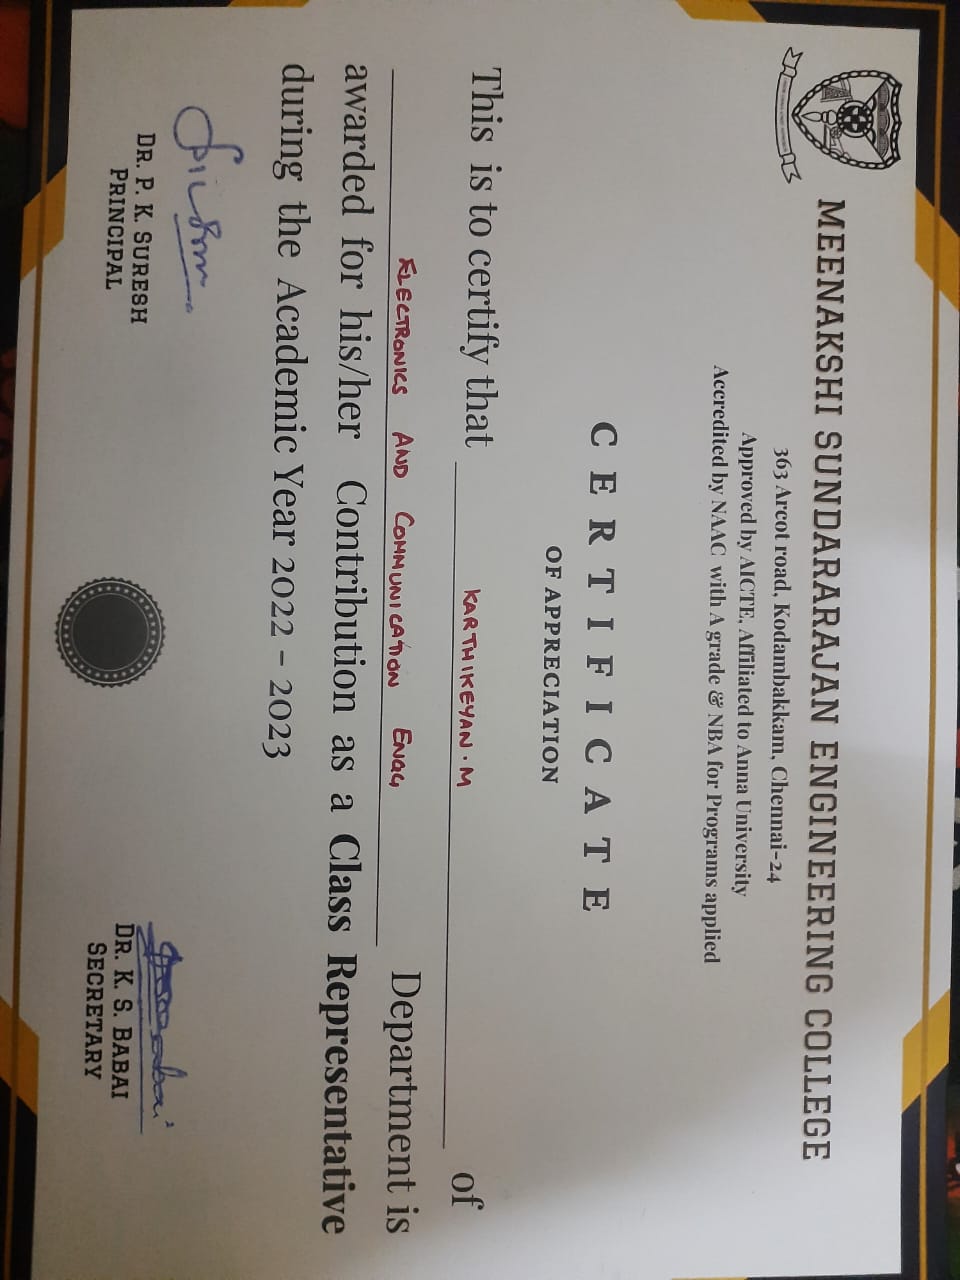 MEENAKSHI SUNDARARAJAN ENGINEERING COLLEGE
363 Arcot road, Kodambakkam, Chennai-24
Approved by AICTE, Affiliated to Anna University
Accredited by NAAC with A grade & NBA for Programs applied
CERTIFICATE
OF APPRECIATION
This is to certify that KARTHIKEYAN.M of
ELECTRONICS AND COMMUNICATION ENGG Department is
awarded for his/her Contribution as a Class Representative
during the Academic Year 2022 - 2023
DR. P. K. SURESH
PRINCIPAL
DR. K. S. BABAI
SECRETARY